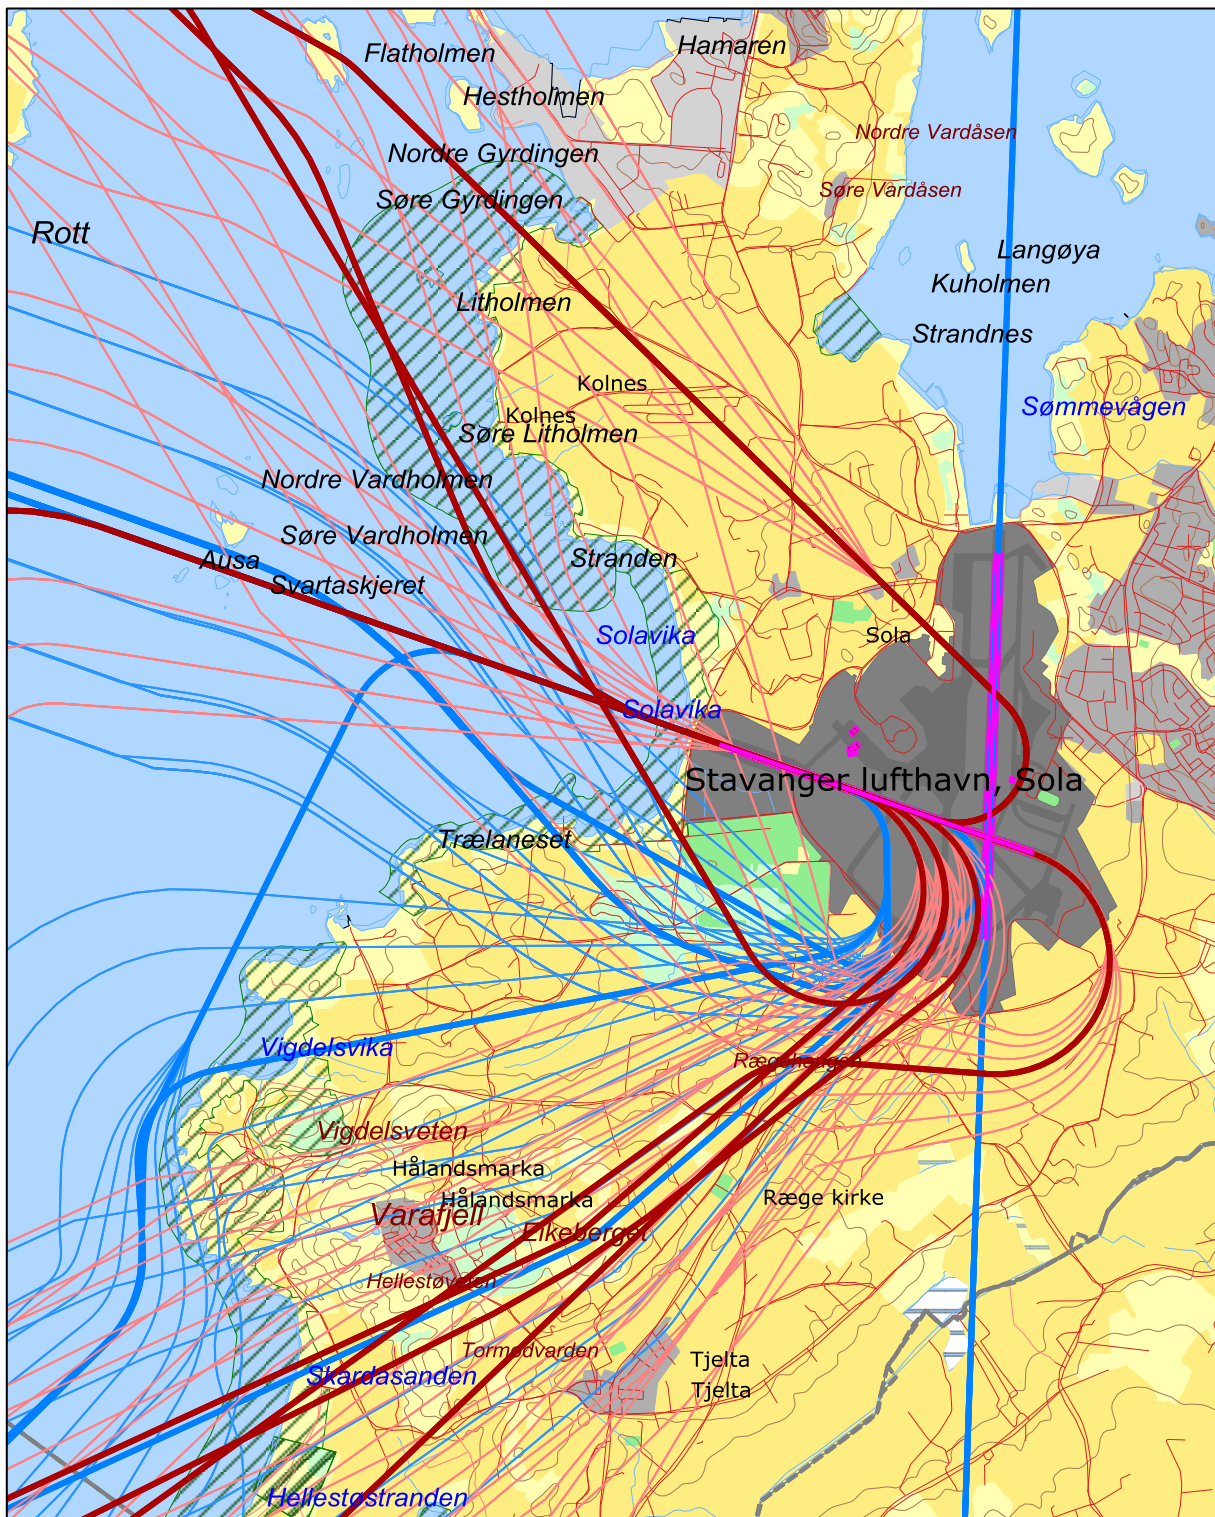 Hamaren
Flatholmen
Hestholmen
Nordre Vardåsen
Nordre Gyrdingen
Søre Vardåsen
Søre Gyrdingen
Rott
Langøya
Kuholmen
Litholmen
Strandnes
Kolnes
Sømmevågen
Kolnes
Søre Litholmen
Nordre Vardholmen
Søre Vardholmen
Ausa
Stranden
Svartaskjeret
Solavika
Sola
Solavika
Stavanger lufthavn, Sola
Trælaneset
Vigdelsvika
Rægehaugen
Vigdelsveten
Hålandsmarka
Hålandsmarka
Ræge kirke
Varafjell
Eikeberget
Hellestøveten
Tormodvarden
Tjelta
Skardasanden
Tjelta
Hellestøstranden